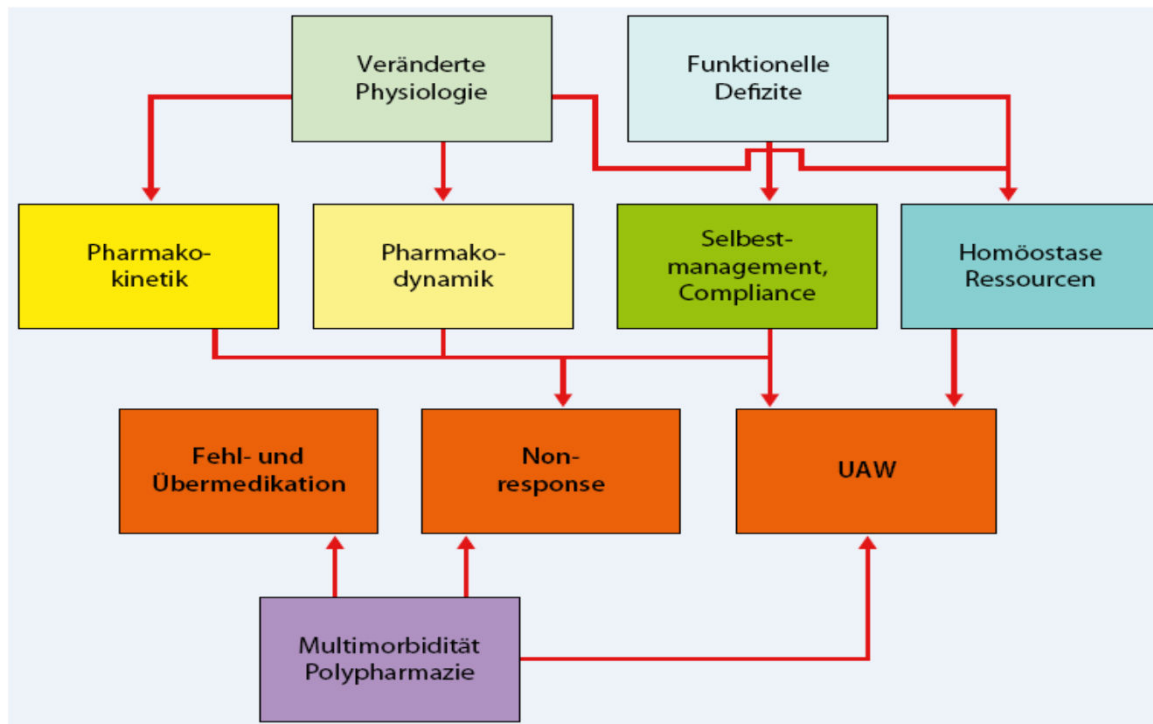 Veränderte
Physiologie
Funktionelle
Defizite
Pharmako-
kinetik
Pharmako-
dynamik
Selbest-
management,
Compliance
Homöostase
Ressourcen
Fehl- und
Übermedikation
Non-
response
UAW
Multimorbidität
Polypharmazie